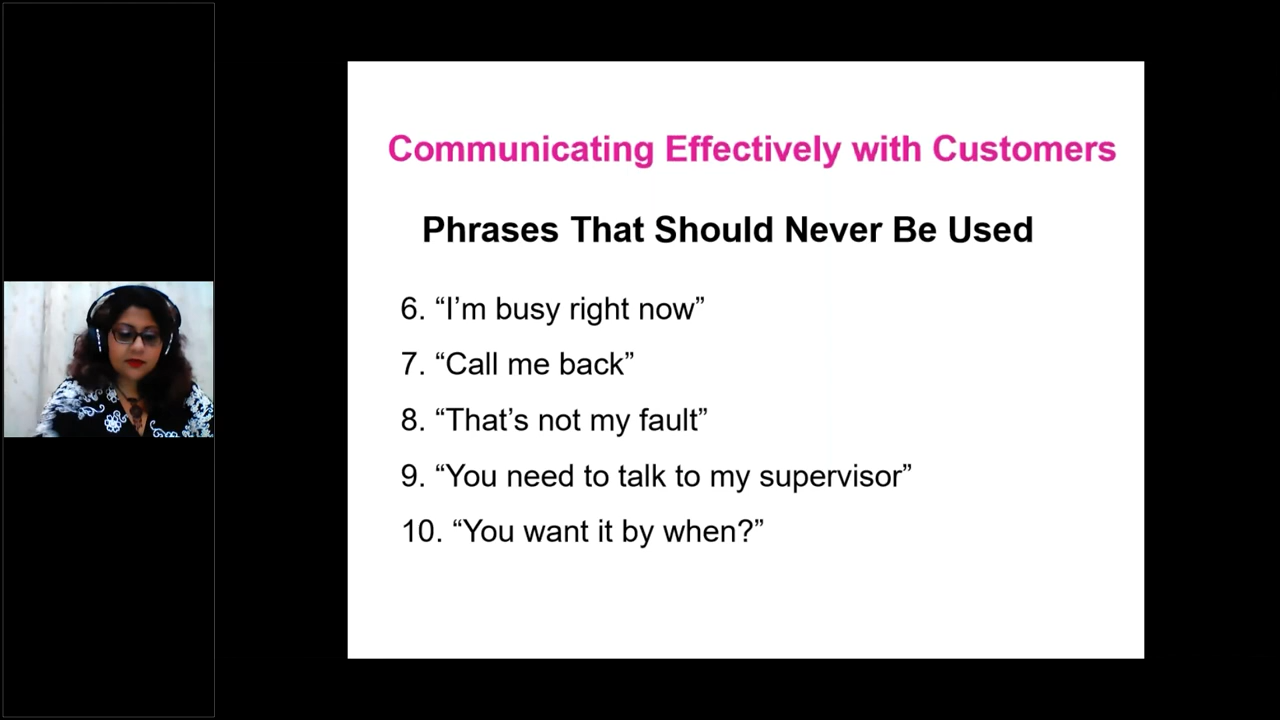 Communicating Effectively with Customers
Phrases That Should Never Be Used
6. “I’m busy right now”
7. “Call me back”
8. “That’s not my fault”
9. “You need to talk to my supervisor”
10. “You want it by when?”